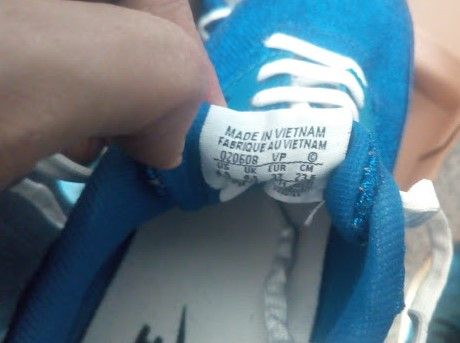 MADE IN VIETNAM
FABRIQUE AU VIETNAM
020608 VP ©
US UK EUR CM